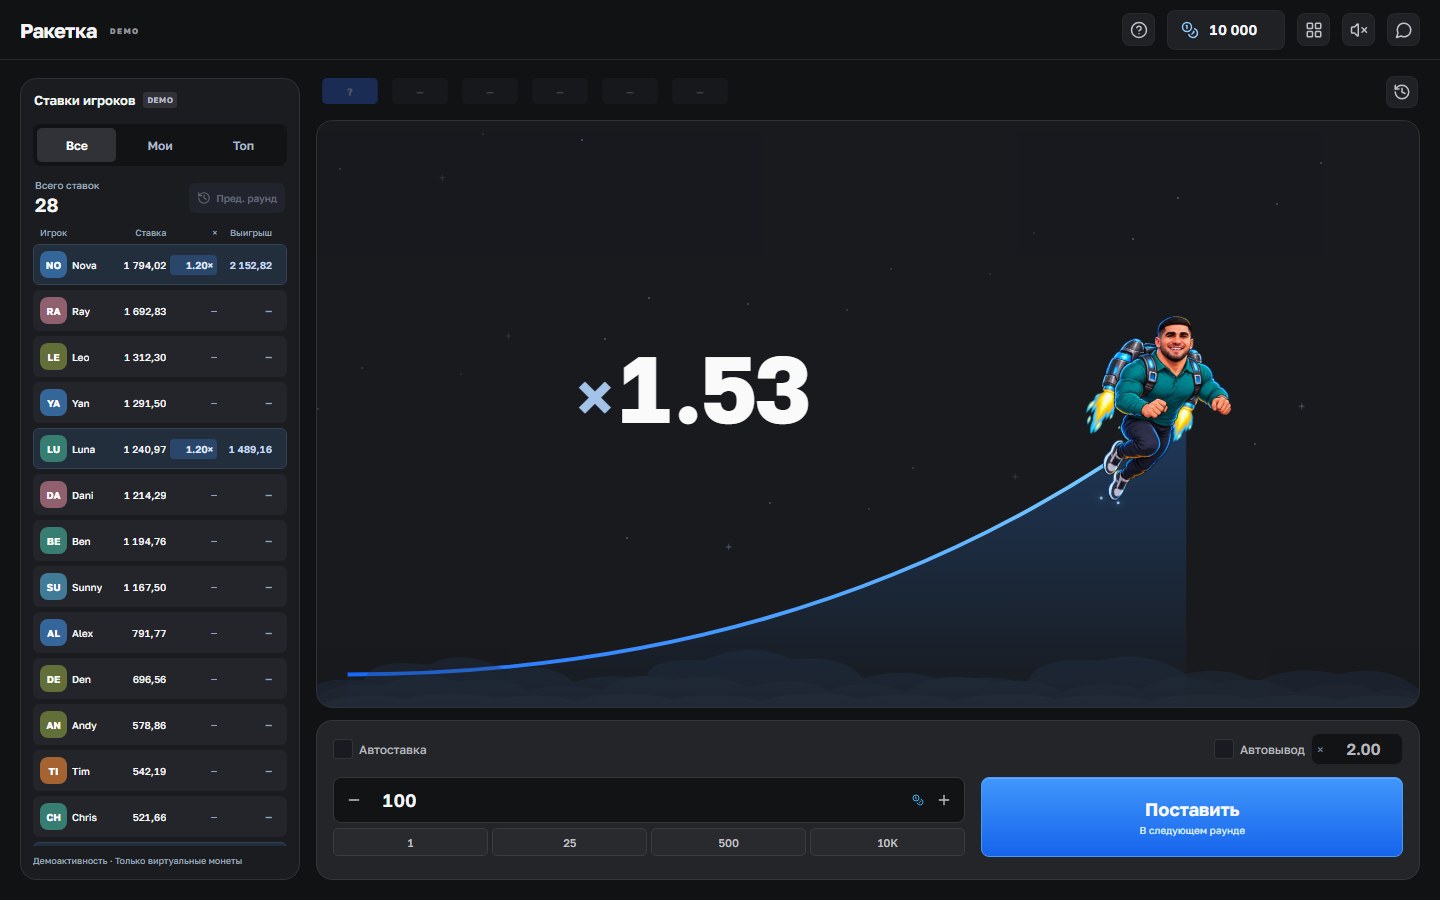 Ракетка DEMO
10 000
Ставки игроков DEMO
Все Мои Топ
Всего ставок
28
Пред. раунд
Игрок Ставка × Выигрыш
NO Nova 1 794,02 1.20× 2 152,82
RA Ray 1 692,83 – –
LE Leo 1 312,30 – –
YA Yan 1 291,50 – –
LU Luna 1 240,97 1.20× 1 489,16
DA Dani 1 214,29 – –
BE Ben 1 194,76 – –
SU Sunny 1 167,50 – –
AL Alex 791,77 – –
DE Den 696,56 – –
AN Andy 578,86 – –
TI Tim 542,19 – –
CH Chris 521,66 – –
Демоактивность · Только виртуальные монеты
? – – – – –
×1.53
Автоставка
Автовывод × 2.00
− 100 +
1 25 500 10K
Поставить
В следующем раунде